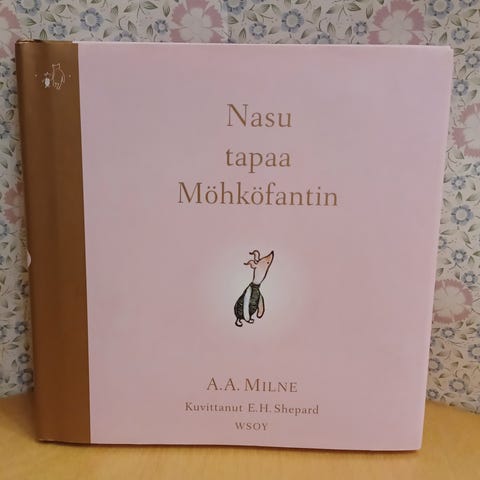 Nasu
tapaa
Möhköfantin
A.A. MILNE
Kuvittanut E.H. Shepard
WSOY